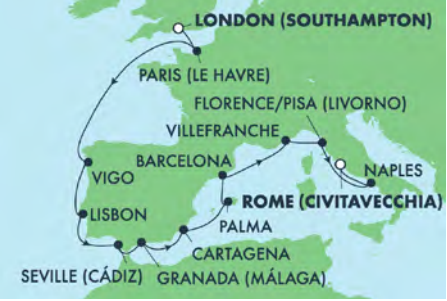 LONDON (SOUTHAMPTON)
PARIS (LE HAVRE)
FLORENCE/PISA (LIVORNO)
VILLEFRANCHE
BARCELONA
NAPLES
VIGO
ROME (CIVITAVECCHIA)
LISBON
PALMA
CARTAGENA
SEVILLE (CÁDIZ)
GRANADA (MÁLAGA)